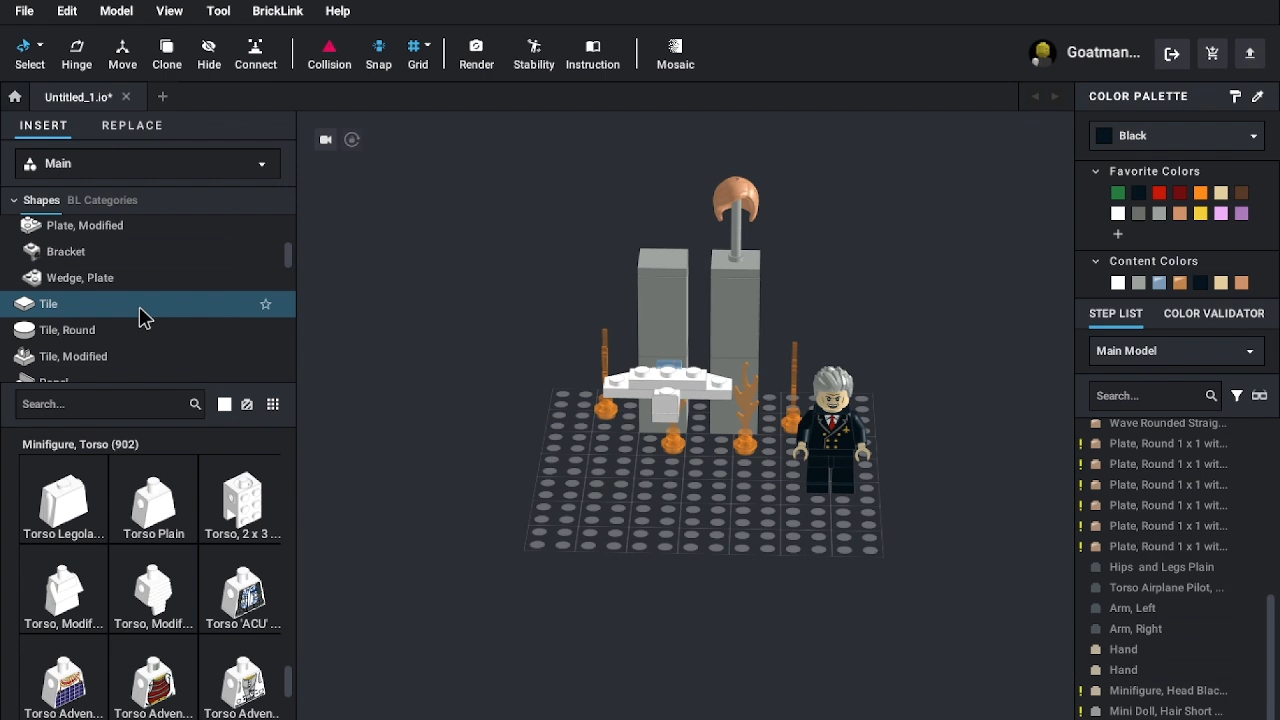 File Edit Model View Tool BrickLink Help
Select Hinge Move Clone Hide Connect Collision Snap Grid Render Stability Instruction Mosaic Goatman...
Untitled_1.io*
INSERT REPLACE
Main
Shapes BL Categories
Plate, Modified
Bracket
Wedge, Plate
Tile
Tile, Round
Tile, Modified
Search...
Minifigure, Torso (902)
Torso Legola... Torso Plain Torso, 2 x 3 ...
Torso, Modif... Torso, Modif... Torso 'ACU' ...
Torso Adven... Torso Adven... Torso Adven...
COLOR PALETTE
Black
Favorite Colors
Content Colors
STEP LIST COLOR VALIDATOR
Main Model
Search...
Wave Rounded Straig...
! Plate, Round 1 x 1 wit...
! Plate, Round 1 x 1 wit...
! Plate, Round 1 x 1 wit...
! Plate, Round 1 x 1 wit...
! Plate, Round 1 x 1 wit...
! Plate, Round 1 x 1 wit...
Hips and Legs Plain
Torso Airplane Pilot, ...
Arm, Left
Arm, Right
Hand
Hand
! Minifigure, Head Blac...
! Mini Doll, Hair Short ...